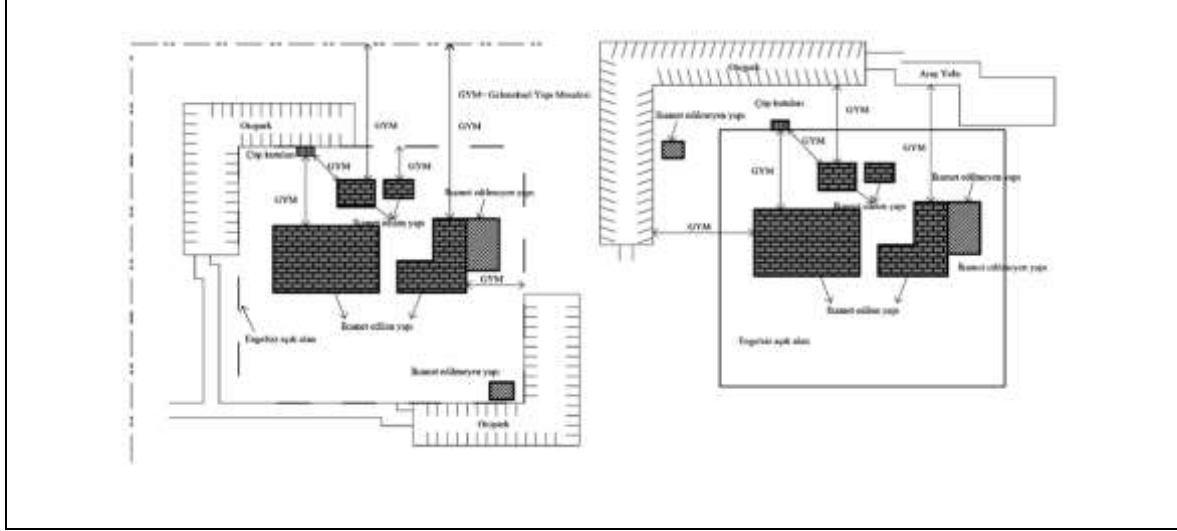 GYM= Geleneksel Yapı Mesafesi
Otopark
GYM
GYM
Çöp kutuları
GYM
GYM
İkamet edilmeyen yapı
GYM
İkamet edilen yapı
GYM
İkamet edilen yapı
Engelsiz açık alan
İkamet edilmeyen yapı
Otopark
Otopark
Araç Yolu
Çöp kutuları
GYM
İkamet edilmeyen yapı
GYM
GYM
GYM
İkamet edilmeyen yapı
İkamet edilen yapı
GYM
İkamet edilmeyen yapı
İkamet edilen yapı
Engelsiz açık alan